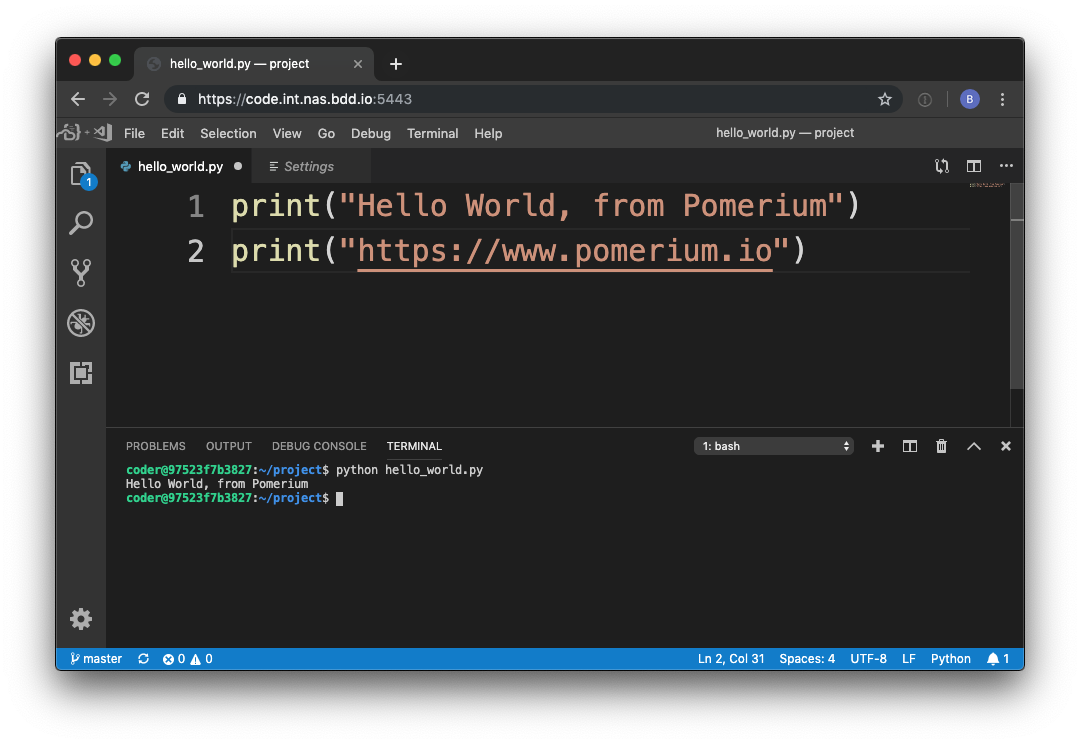 hello_world.py — project
https://code.int.nas.bdd.io:5443
B
File Edit Selection View Go Debug Terminal Help
hello_world.py — project
hello_world.py
Settings
1
1 print("Hello World, from Pomerium")
2 print("https://www.pomerium.io")
PROBLEMS OUTPUT DEBUG CONSOLE TERMINAL
1: bash
coder@97523f7b3827:~/project$ python hello_world.py
Hello World, from Pomerium
coder@97523f7b3827:~/project$
master 0 0 Ln 2, Col 31 Spaces: 4 UTF-8 LF Python 1